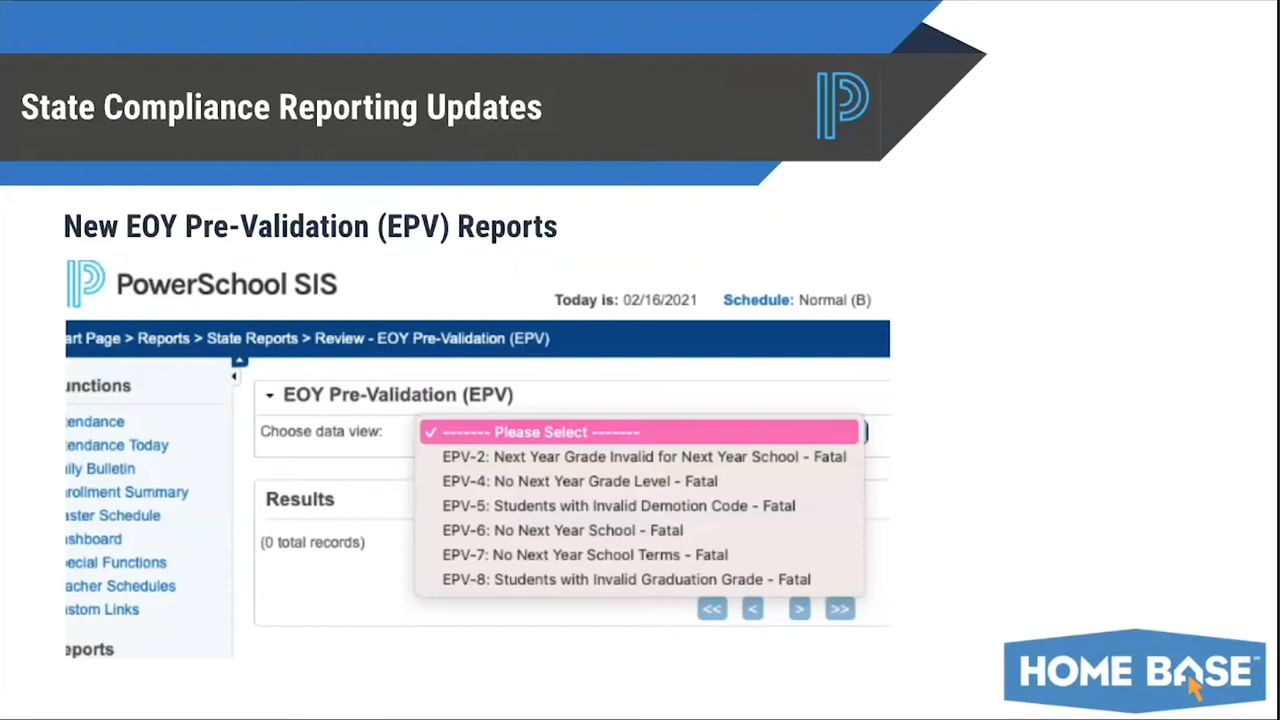 State Compliance Reporting Updates
New EOY Pre-Validation (EPV) Reports
PowerSchool SIS
Today is: 02/16/2021 Schedule: Normal (B)
art Page > Reports > State Reports > Review - EOY Pre-Validation (EPV)
unctions
tendance
tendance Today
ily Bulletin
rollment Summary
aster Schedule
shboard
ecial Functions
acher Schedules
stom Links
eports
EOY Pre-Validation (EPV)
Choose data view:
✓ ------- Please Select -------
EPV-2: Next Year Grade Invalid for Next Year School - Fatal
EPV-4: No Next Year Grade Level - Fatal
EPV-5: Students with Invalid Demotion Code - Fatal
EPV-6: No Next Year School - Fatal
EPV-7: No Next Year School Terms - Fatal
EPV-8: Students with Invalid Graduation Grade - Fatal
Results
(0 total records)
<< < > >>
HOME BASE